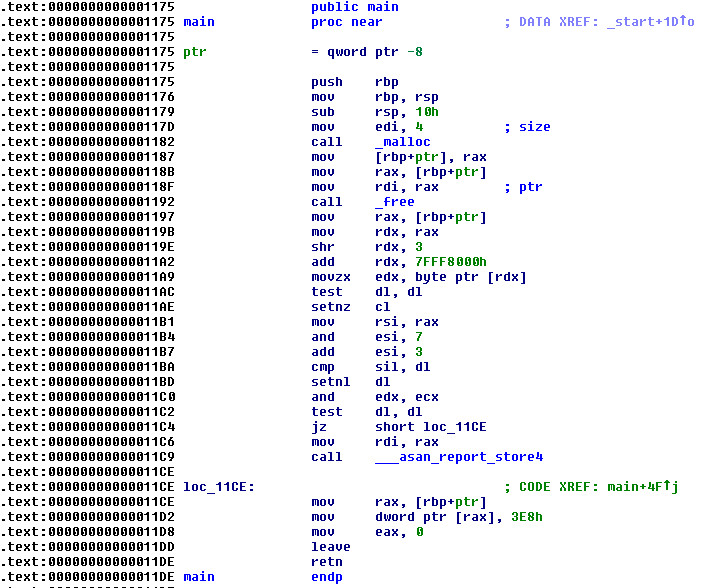 .text:0000000000001175 public main
.text:0000000000001175 main proc near ; DATA XREF: _start+1D↑o
.text:0000000000001175
.text:0000000000001175 ptr = qword ptr -8
.text:0000000000001175
.text:0000000000001175 push rbp
.text:0000000000001176 mov rbp, rsp
.text:0000000000001179 sub rsp, 10h
.text:000000000000117D mov edi, 4 ; size
.text:0000000000001182 call _malloc
.text:0000000000001187 mov [rbp+ptr], rax
.text:000000000000118B mov rax, [rbp+ptr]
.text:000000000000118F mov rdi, rax ; ptr
.text:0000000000001192 call _free
.text:0000000000001197 mov rax, [rbp+ptr]
.text:000000000000119B mov rdx, rax
.text:000000000000119E shr rdx, 3
.text:00000000000011A2 add rdx, 7FFF8000h
.text:00000000000011A9 movzx edx, byte ptr [rdx]
.text:00000000000011AC test dl, dl
.text:00000000000011AE setnz cl
.text:00000000000011B1 mov rsi, rax
.text:00000000000011B4 and esi, 7
.text:00000000000011B7 add esi, 3
.text:00000000000011BA cmp sil, dl
.text:00000000000011BD setnl dl
.text:00000000000011C0 and edx, ecx
.text:00000000000011C2 test dl, dl
.text:00000000000011C4 jz short loc_11CE
.text:00000000000011C6 mov rdi, rax
.text:00000000000011C9 call ___asan_report_store4
.text:00000000000011CE
.text:00000000000011CE loc_11CE: ; CODE XREF: main+4F↑j
.text:00000000000011CE mov rax, [rbp+ptr]
.text:00000000000011D2 mov dword ptr [rax], 3E8h
.text:00000000000011D8 mov eax, 0
.text:00000000000011DD leave
.text:00000000000011DE retn
.text:00000000000011DE main endp